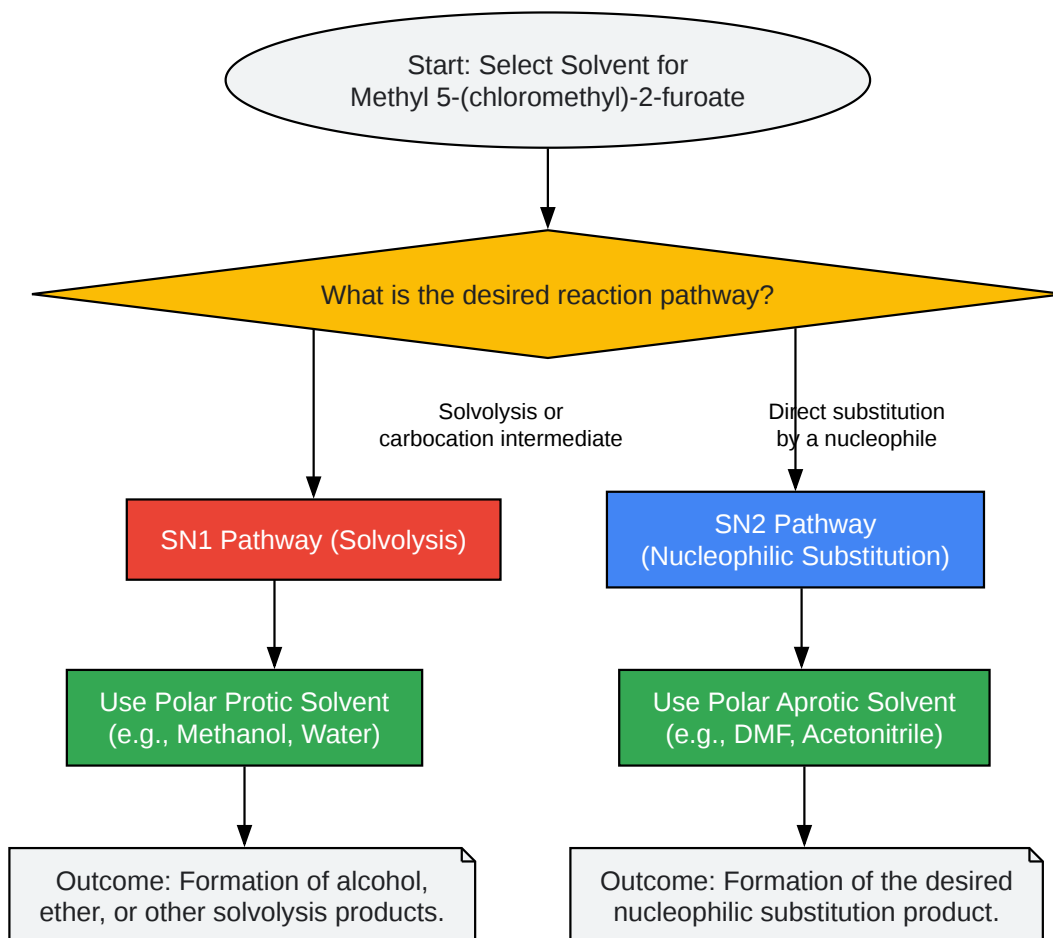 Start: Select Solvent for
Methyl 5-(chloromethyl)-2-furoate
What is the desired reaction pathway?
Solvolysis or
carbocation intermediate
Direct substitution
by a nucleophile
SN1 Pathway (Solvolysis)
SN2 Pathway
(Nucleophilic Substitution)
Use Polar Protic Solvent
(e.g., Methanol, Water)
Use Polar Aprotic Solvent
(e.g., DMF, Acetonitrile)
Outcome: Formation of alcohol,
ether, or other solvolysis products.
Outcome: Formation of the desired
nucleophilic substitution product.